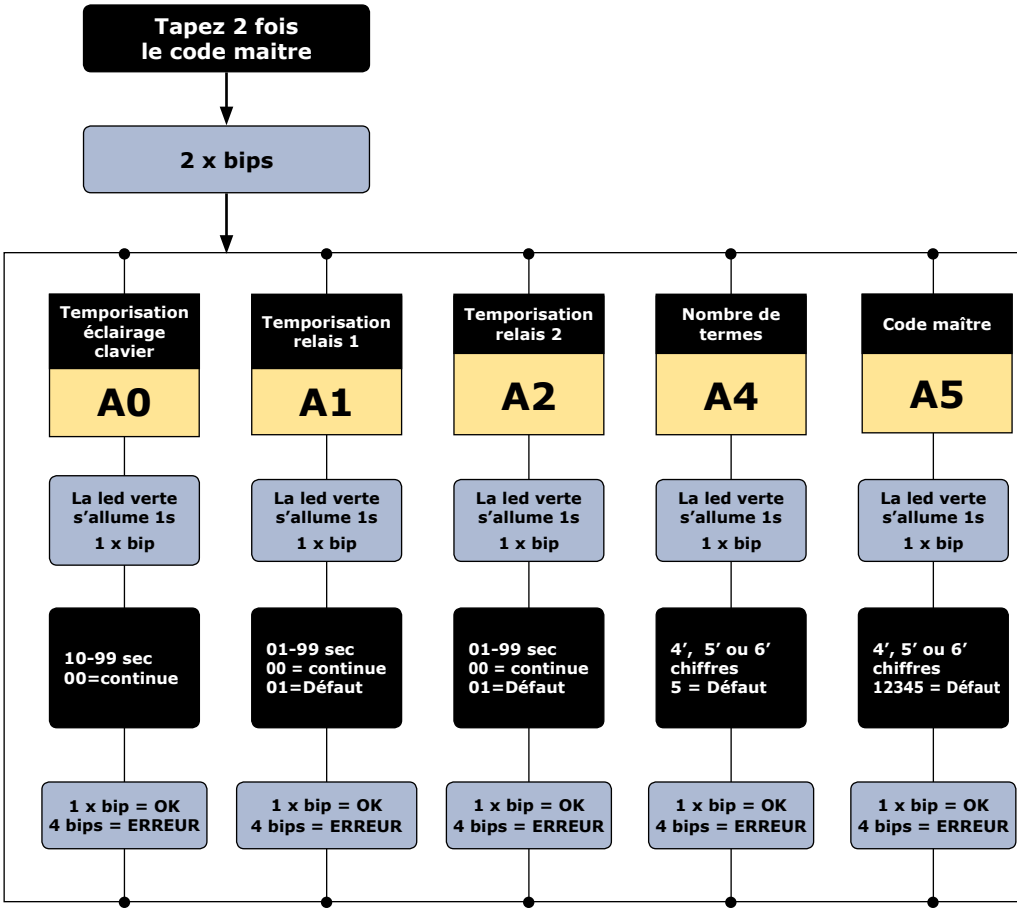 Tapez 2 fois
le code maitre
2 x bips
Temporisation
éclairage
clavier
A0
La led verte
s’allume 1s
1 x bip
10-99 sec
00=continue
1 x bip = OK
4 bips = ERREUR
Temporisation
relais 1
A1
La led verte
s’allume 1s
1 x bip
01-99 sec
00 = continue
01=Défaut
1 x bip = OK
4 bips = ERREUR
Temporisation
relais 2
A2
La led verte
s’allume 1s
1 x bip
01-99 sec
00 = continue
01=Défaut
1 x bip = OK
4 bips = ERREUR
Nombre de
termes
A4
La led verte
s’allume 1s
1 x bip
4’, 5’ ou 6’
chiffres
5 = Défaut
1 x bip = OK
4 bips = ERREUR
Code maître
A5
La led verte
s’allume 1s
1 x bip
4’, 5’ ou 6’
chiffres
12345 = Défaut
1 x bip = OK
4 bips = ERREUR